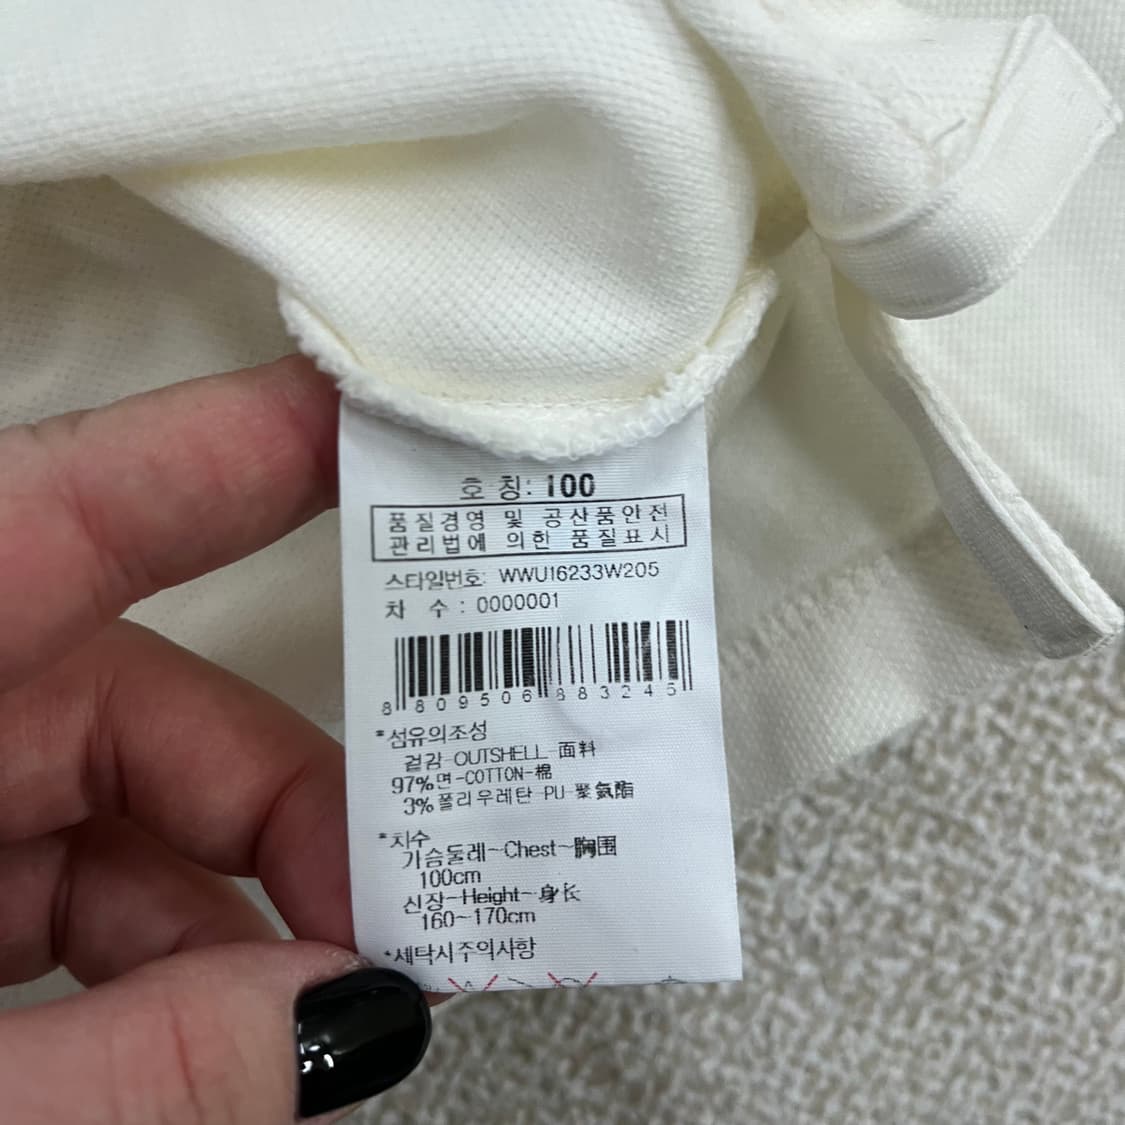 호 칭: 100
품질경영 및 공산품안전
관리법에 의한 품질표시
스타일번호: WWU16233W205
차 수 : 0000001
8 809506 883245
*섬유의조성
겉감-OUTSHELL 面料
97%면-COTTON-棉
3%폴리우레탄-PU-聚氨酯
*치수
가슴둘레~Chest~胸围
100cm
신장~Height~身长
160~170cm
*세탁시주의사항